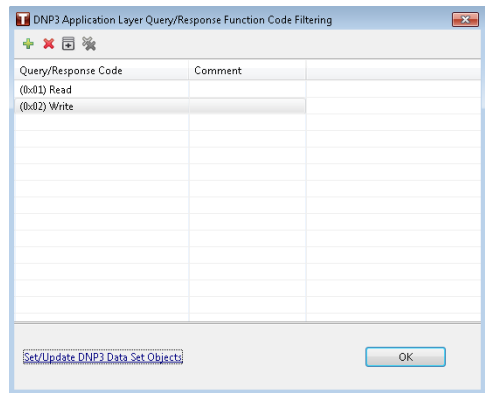 DNP3 Application Layer Query/Response Function Code Filtering
Query/Response Code Comment
(0x01) Read
(0x02) Write
Set/Update DNP3 Data Set Objects
OK